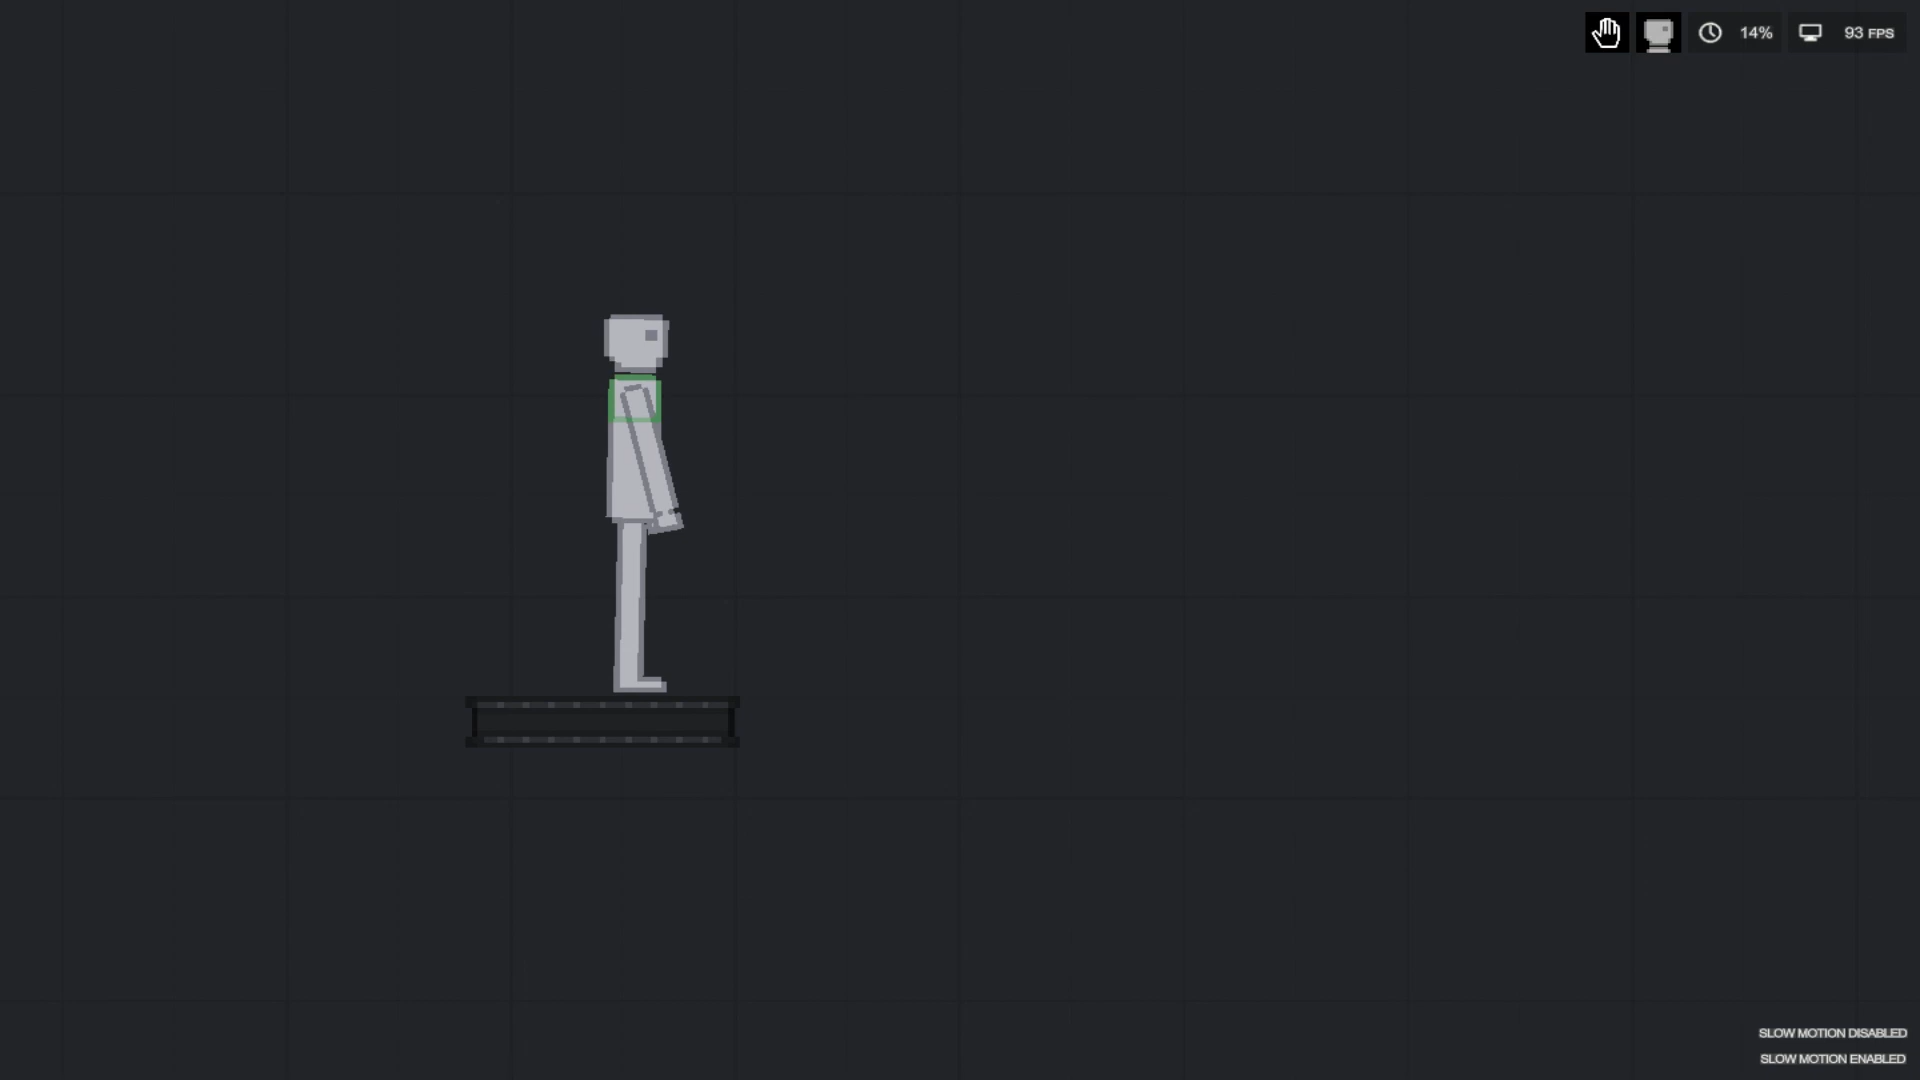 14%
93 FPS
SLOW MOTION DISABLED
SLOW MOTION ENABLED